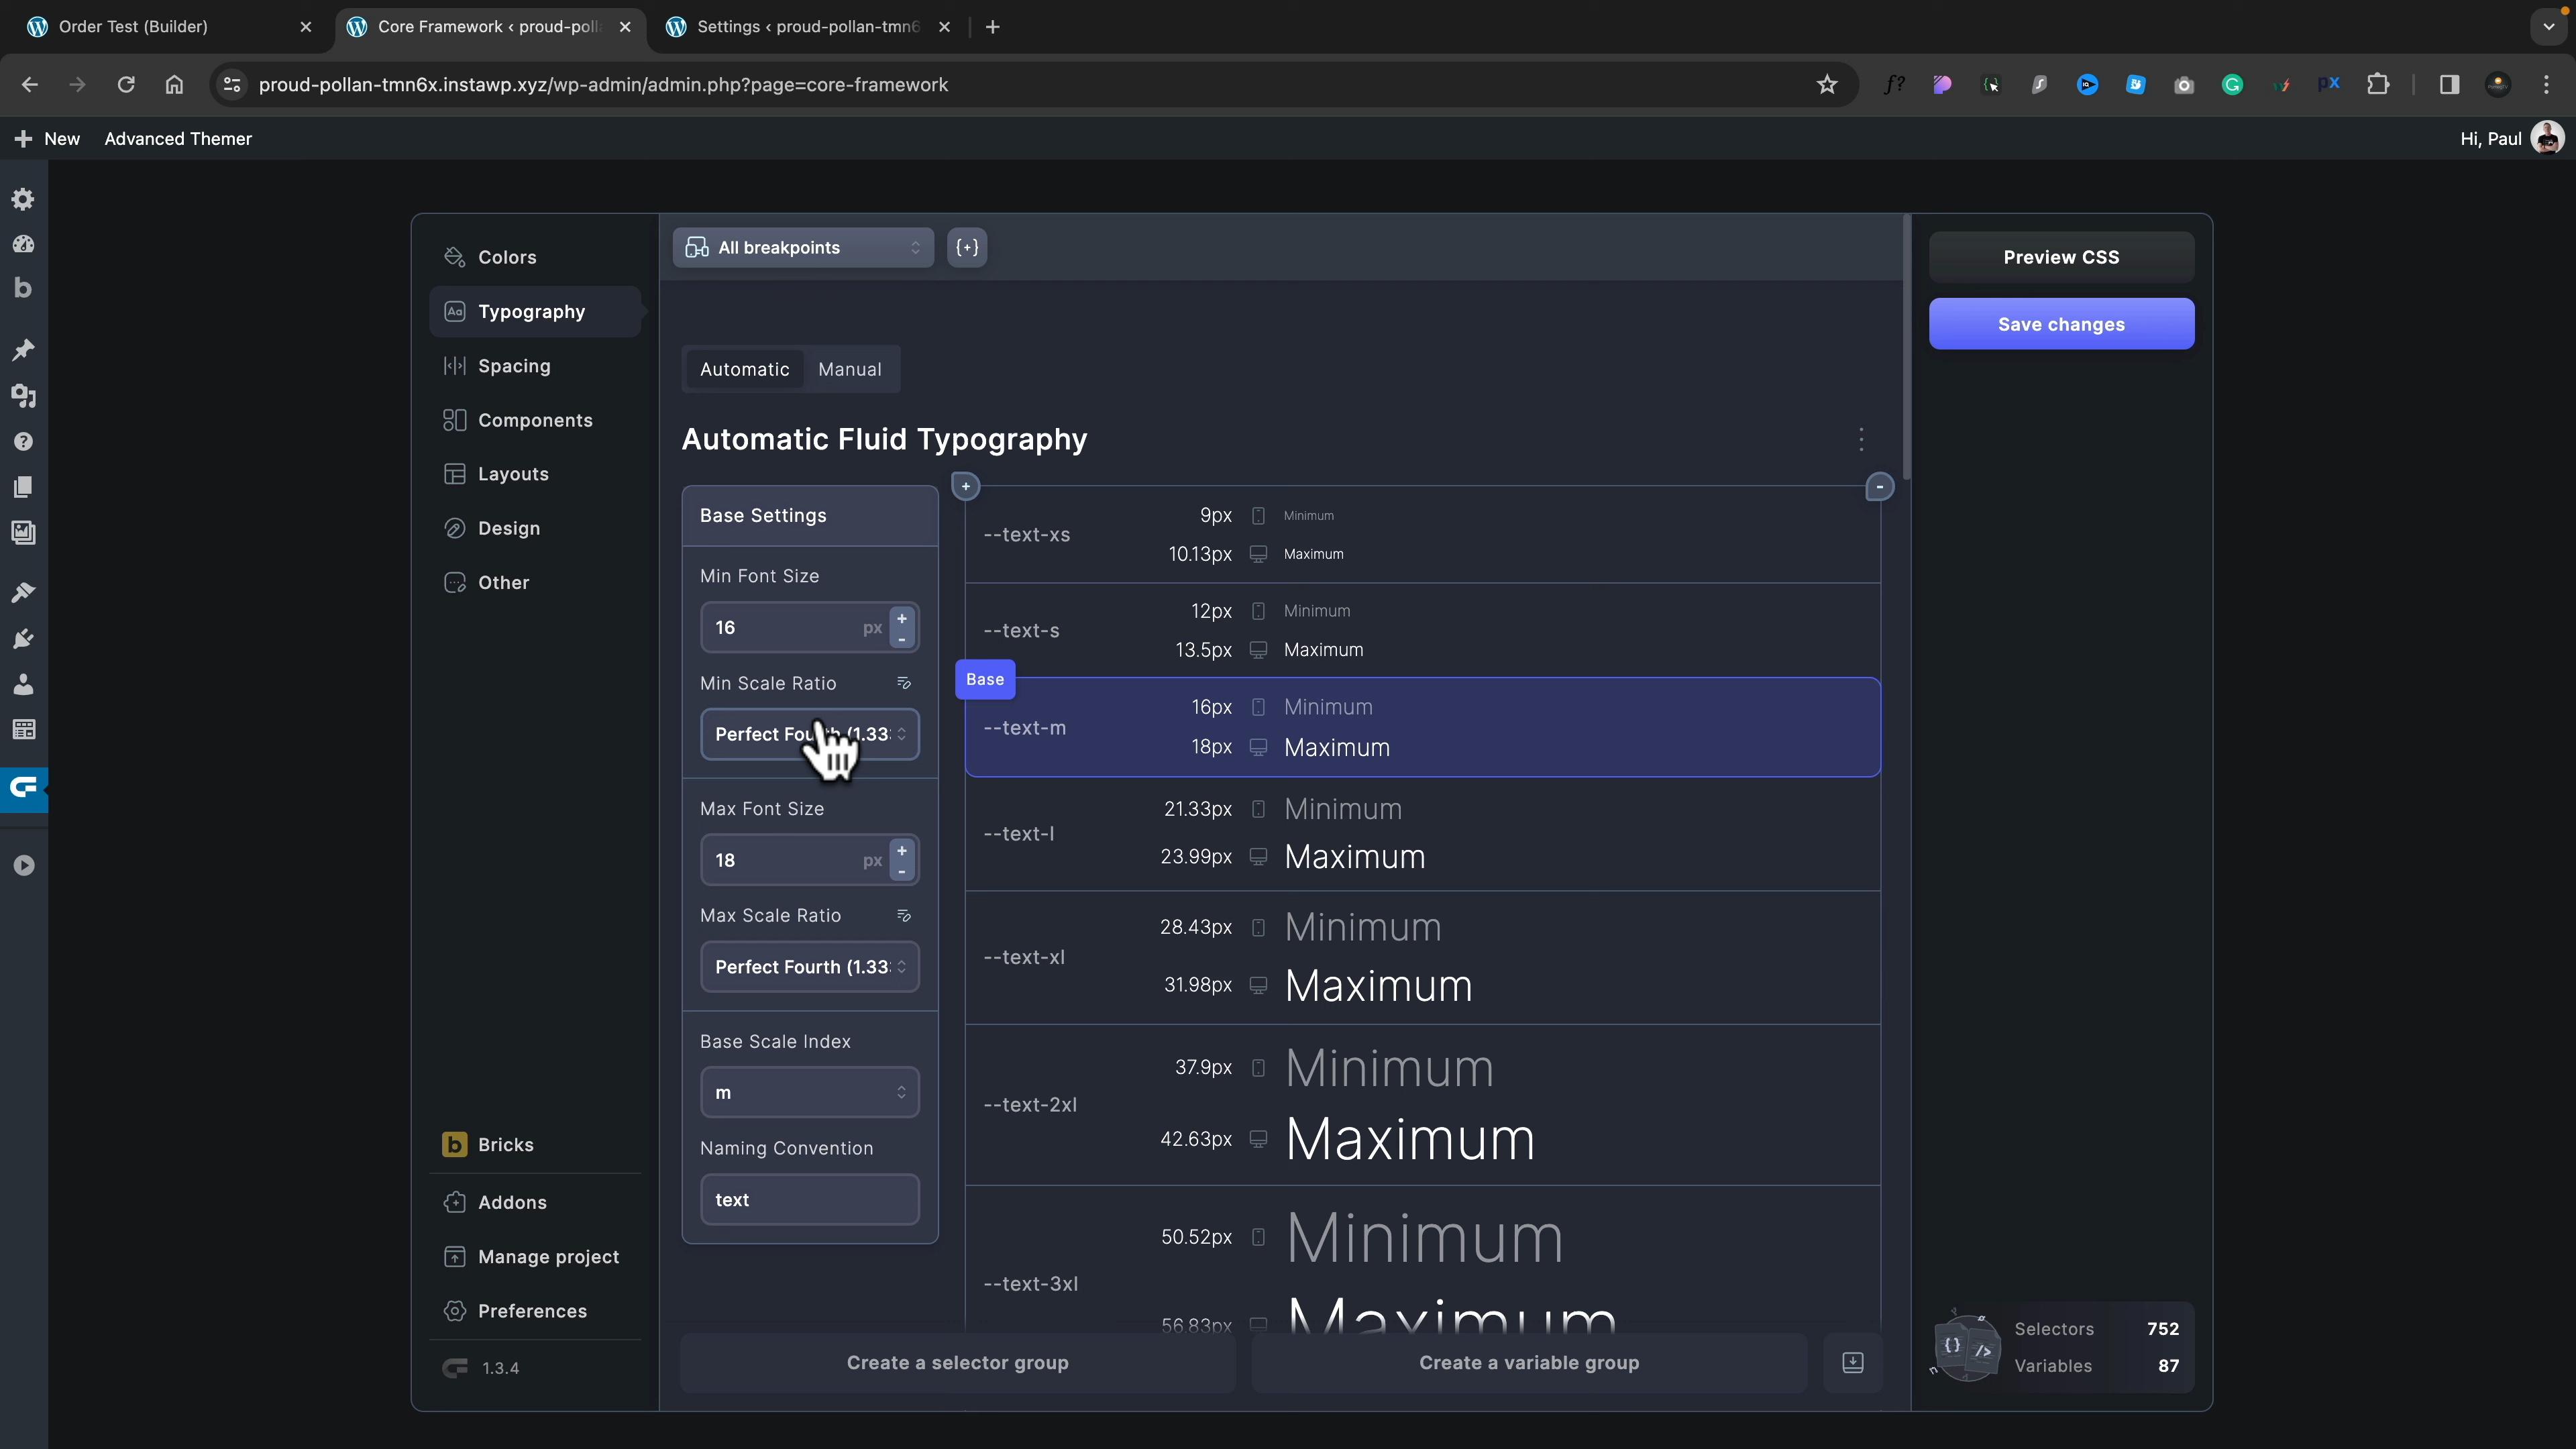 Order Test (Builder)
Core Framework ‹ proud-poll
Settings ‹ proud-pollan-tmn6
proud-pollan-tmn6x.instawp.xyz/wp-admin/admin.php?page=core-framework
New
Advanced Themer
Hi, Paul
Colors
Typography
Spacing
Components
Layouts
Design
Other
Bricks
Addons
Manage project
Preferences
1.3.4
All breakpoints
{+}
Automatic
Manual
Automatic Fluid Typography
Base Settings
Min Font Size
16 px
Min Scale Ratio
Perfect Fourth (1.33
Max Font Size
18 px
Max Scale Ratio
Perfect Fourth (1.33
Base Scale Index
m
Naming Convention
text
--text-xs
9px Minimum
10.13px Maximum
--text-s
12px Minimum
13.5px Maximum
Base
--text-m
16px Minimum
18px Maximum
--text-l
21.33px Minimum
23.99px Maximum
--text-xl
28.43px Minimum
31.98px Maximum
--text-2xl
37.9px Minimum
42.63px Maximum
--text-3xl
50.52px Minimum
56.83px Maximum
Create a selector group
Create a variable group
Preview CSS
Save changes
Selectors 752
Variables 87